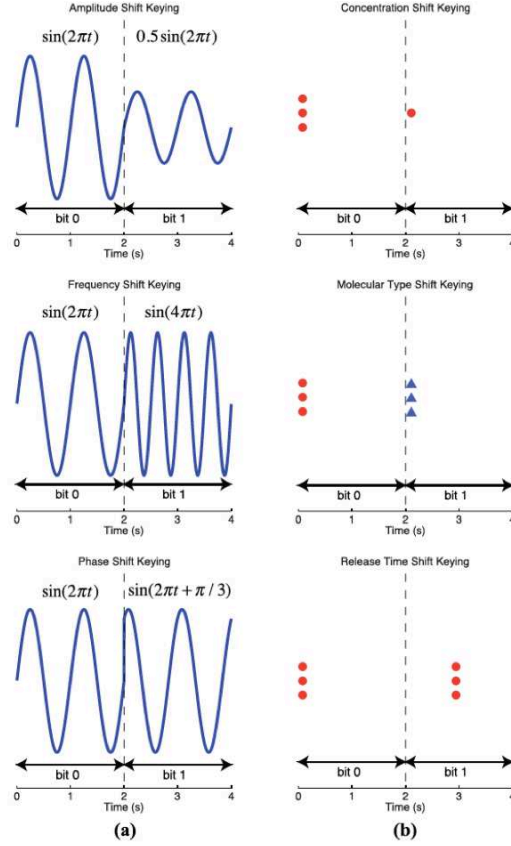 Amplitude Shift Keying
sin(2πt)
0.5sin(2πt)
bit 0
bit 1
0 1 2 3 4
Time (s)
Concentration Shift Keying
bit 0
bit 1
0 1 2 3 4
Time (s)
Frequency Shift Keying
sin(2πt)
sin(4πt)
bit 0
bit 1
0 1 2 3 4
Time (s)
Molecular Type Shift Keying
bit 0
bit 1
0 1 2 3 4
Time (s)
Phase Shift Keying
sin(2πt)
sin(2πt + π / 3)
bit 0
bit 1
0 1 2 3 4
Time (s)
Release Time Shift Keying
bit 0
bit 1
0 1 2 3 4
Time (s)
(a)
(b)